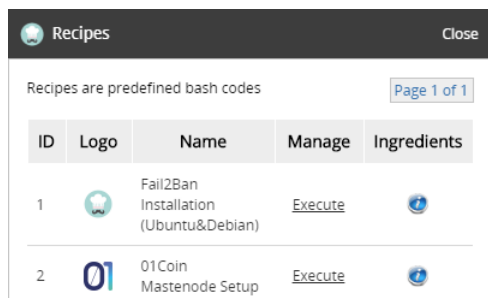 Recipes
Close
Recipes are predefined bash codes
Page 1 of 1
ID Logo Name Manage Ingredients
1 Fail2Ban Installation (Ubuntu&Debian) Execute
2 01 01Coin Mastenode Setup Execute